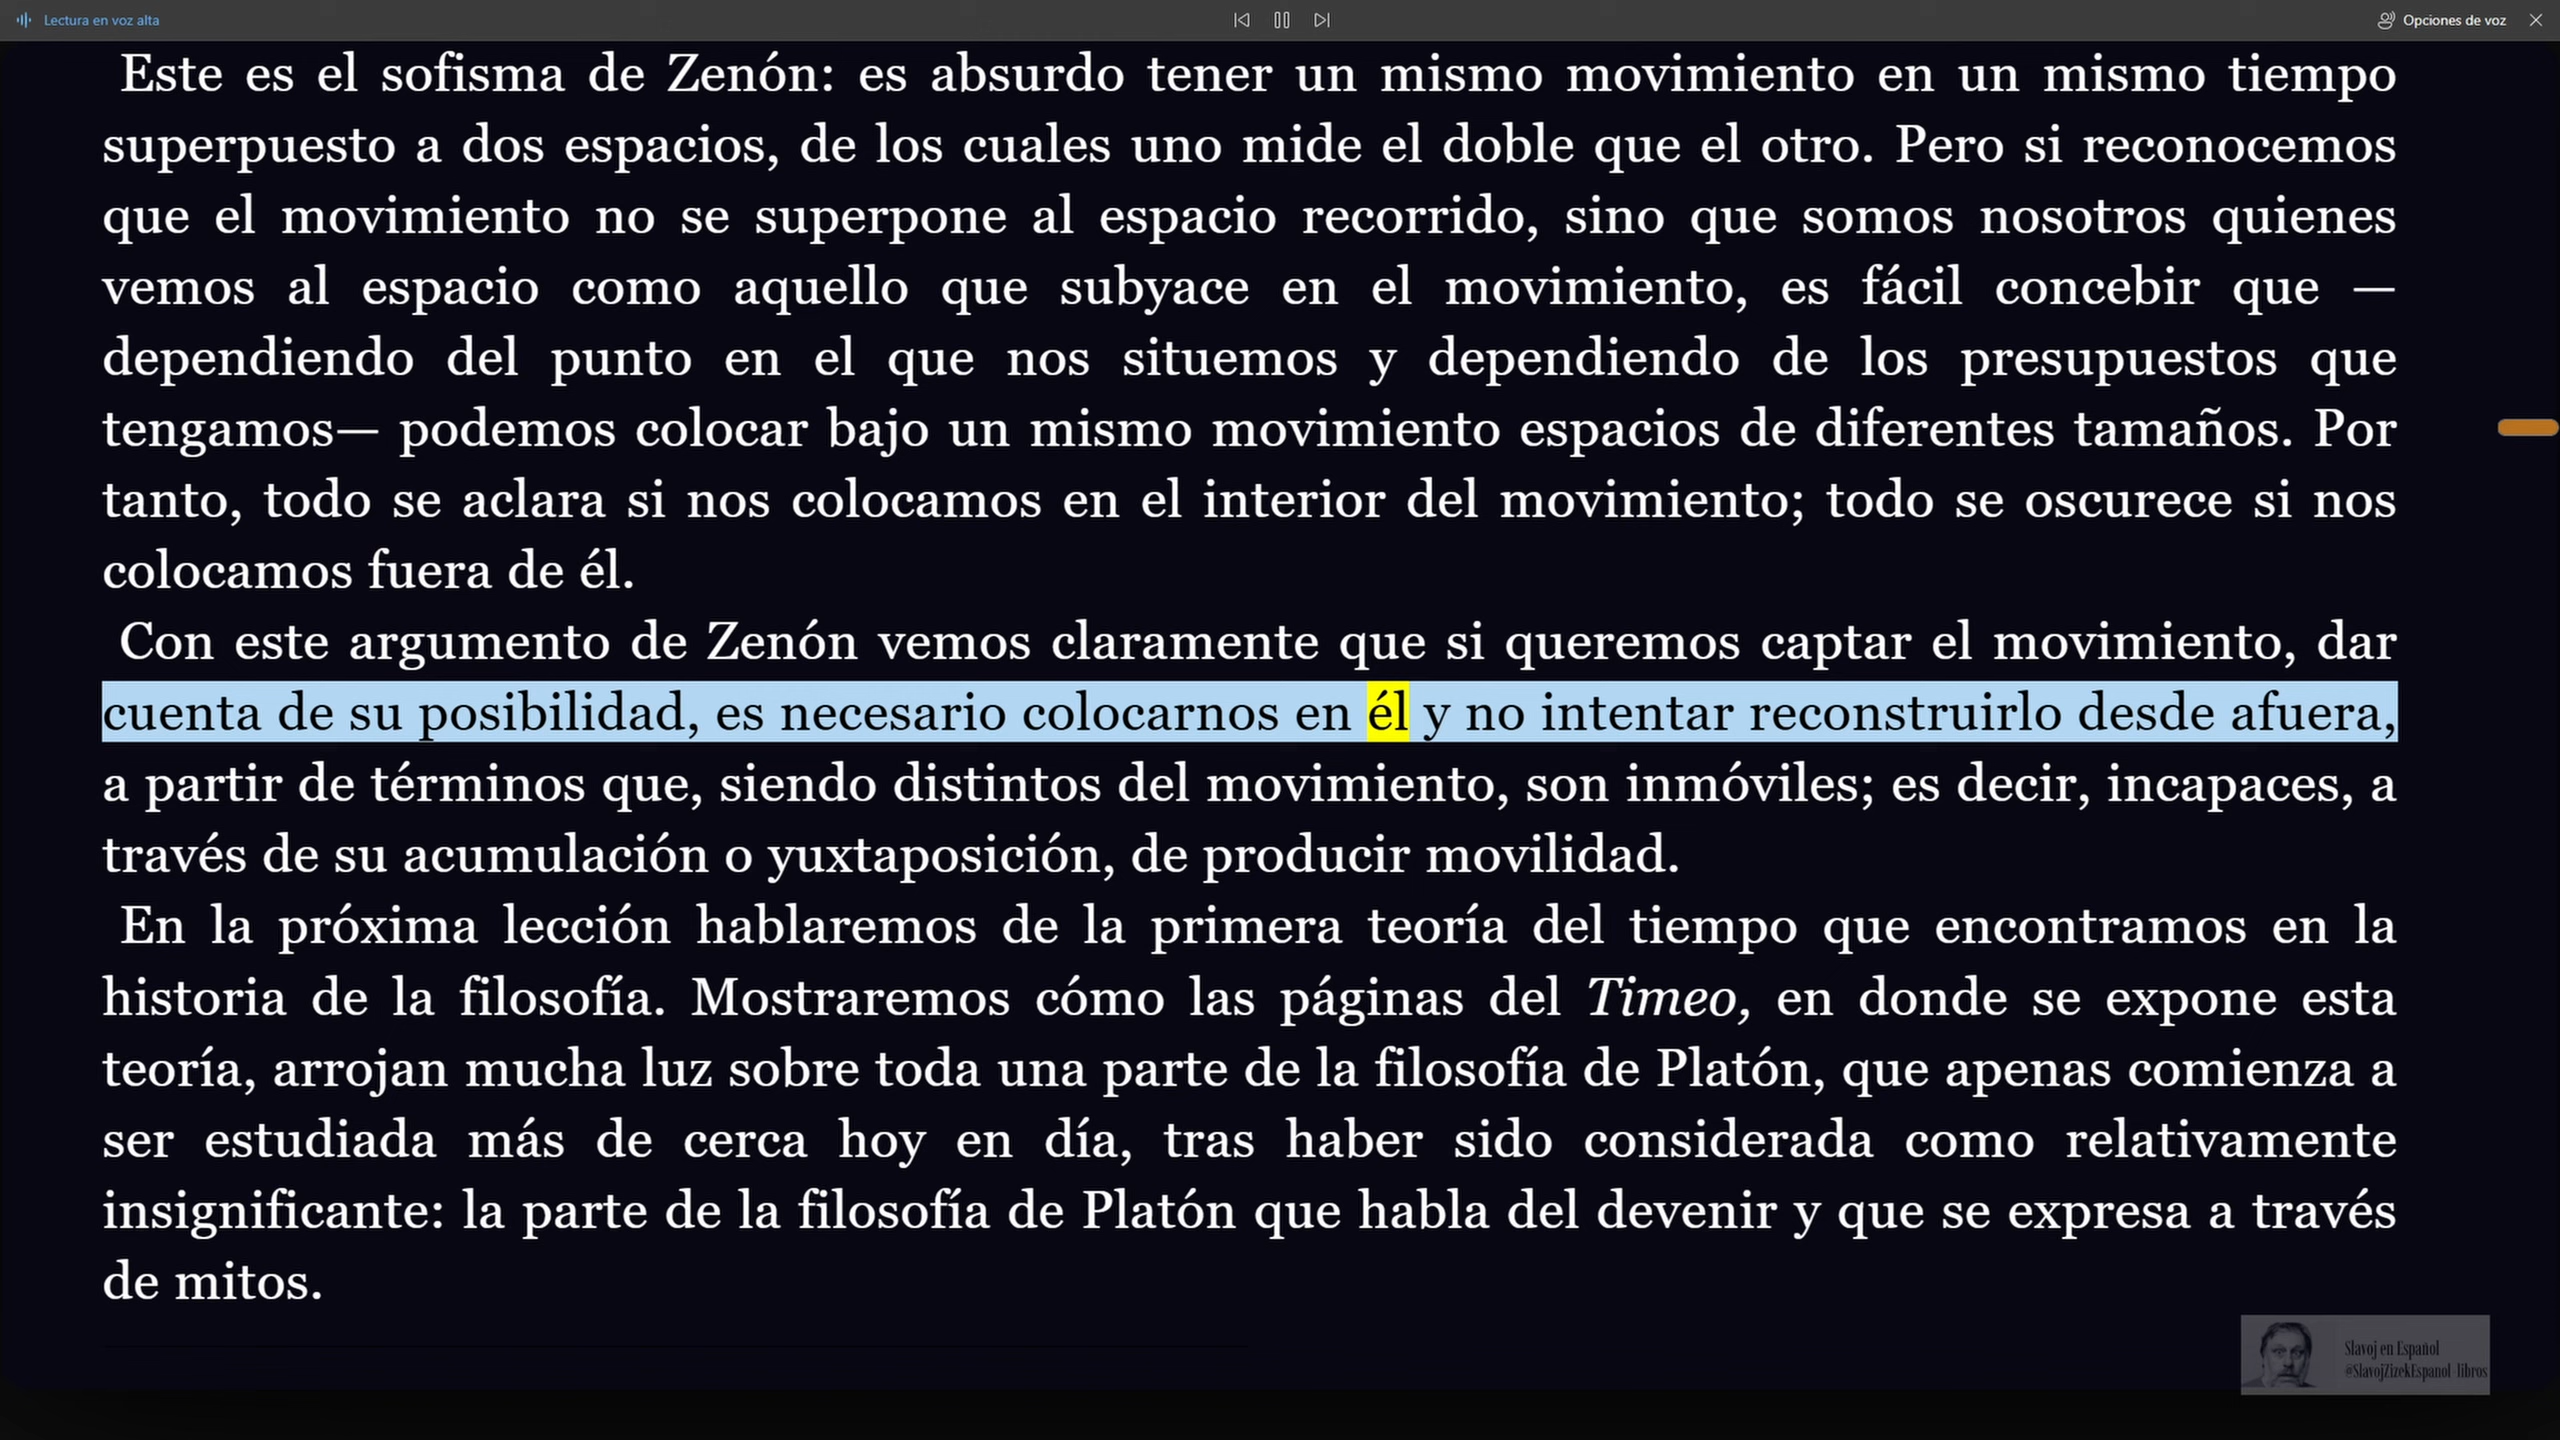 Lectura en voz alta
Opciones de voz
Este es el sofisma de Zenón: es absurdo tener un mismo movimiento en un mismo tiempo
superpuesto a dos espacios, de los cuales uno mide el doble que el otro. Pero si reconocemos
que el movimiento no se superpone al espacio recorrido, sino que somos nosotros quienes
vemos al espacio como aquello que subyace en el movimiento, es fácil concebir que —
dependiendo del punto en el que nos situemos y dependiendo de los presupuestos que
tengamos— podemos colocar bajo un mismo movimiento espacios de diferentes tamaños. Por
tanto, todo se aclara si nos colocamos en el interior del movimiento; todo se oscurece si nos
colocamos fuera de él.
Con este argumento de Zenón vemos claramente que si queremos captar el movimiento, dar
cuenta de su posibilidad, es necesario colocarnos en él y no intentar reconstruirlo desde afuera,
a partir de términos que, siendo distintos del movimiento, son inmóviles; es decir, incapaces, a
través de su acumulación o yuxtaposición, de producir movilidad.
En la próxima lección hablaremos de la primera teoría del tiempo que encontramos en la
historia de la filosofía. Mostraremos cómo las páginas del Timeo, en donde se expone esta
teoría, arrojan mucha luz sobre toda una parte de la filosofía de Platón, que apenas comienza a
ser estudiada más de cerca hoy en día, tras haber sido considerada como relativamente
insignificante: la parte de la filosofía de Platón que habla del devenir y que se expresa a través
de mitos.
Slavoj en Español
@SlavojZizekEspanol-libros